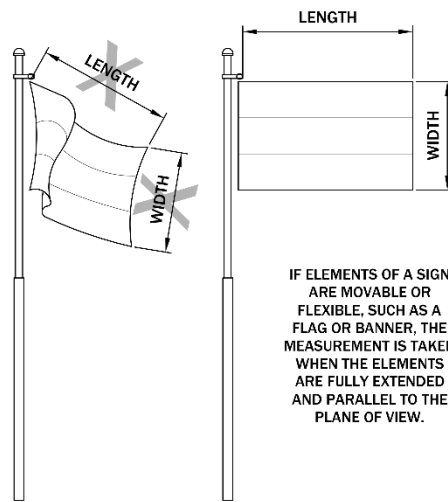 LENGTH
WIDTH
LENGTH
WIDTH
IF ELEMENTS OF A SIGN
ARE MOVABLE OR
FLEXIBLE, SUCH AS A
FLAG OR BANNER, THE
MEASUREMENT IS TAKEN
WHEN THE ELEMENTS
ARE FULLY EXTENDED
AND PARALLEL TO THE
PLANE OF VIEW.